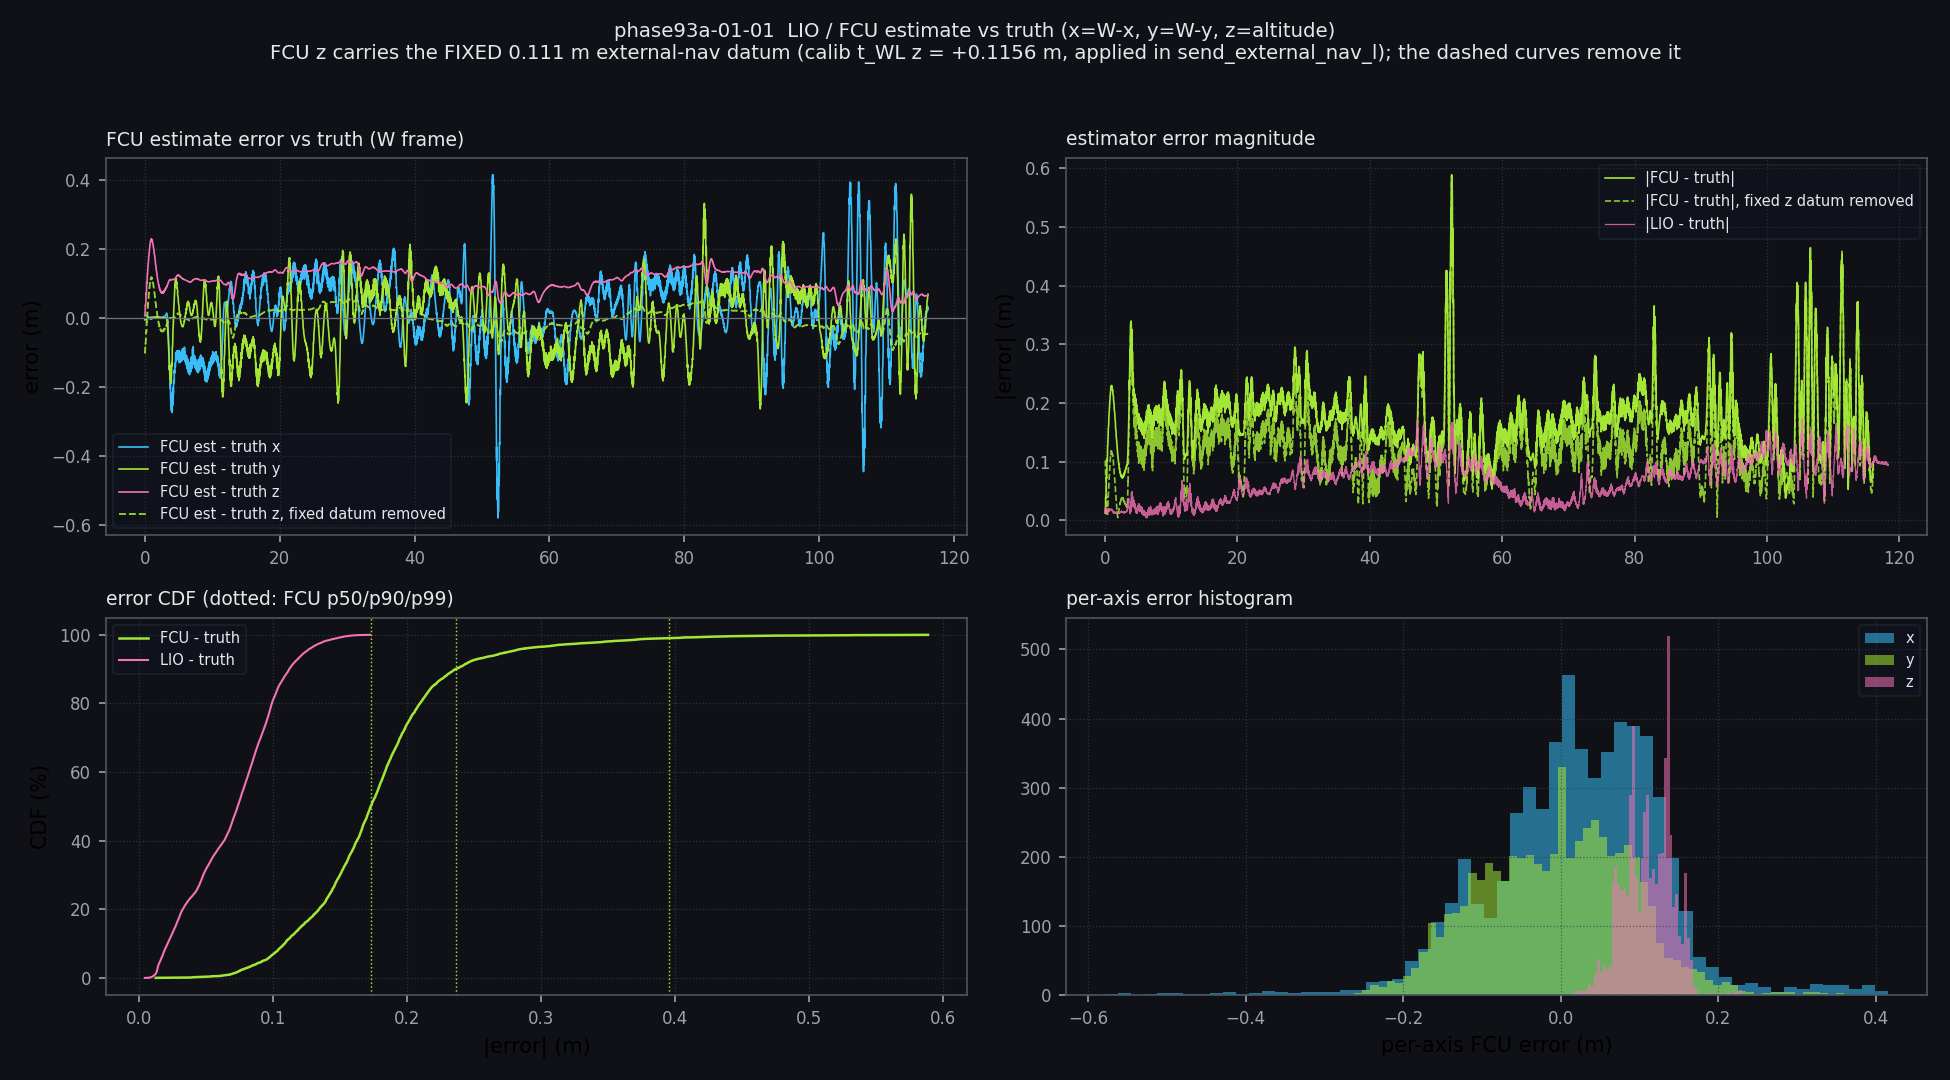 phase93a-01-01  LIO / FCU estimate vs truth (x=W-x, y=W-y, z=altitude)
FCU z carries the FIXED 0.111 m external-nav datum (calib t_WL z = +0.1156 m, applied in send_external_nav_l); the dashed curves remove it
FCU estimate error vs truth (W frame)
error (m)
0.4
0.2
0.0
−0.2
−0.4
−0.6
FCU est - truth x
FCU est - truth y
FCU est - truth z
FCU est - truth z, fixed datum removed
0 20 40 60 80 100 120
estimator error magnitude
|error| (m)
0.6
0.5
0.4
0.3
0.2
0.1
0.0
|FCU - truth|
|FCU - truth|, fixed z datum removed
|LIO - truth|
0 20 40 60 80 100 120
error CDF (dotted: FCU p50/p90/p99)
CDF (%)
100
80
60
40
20
0
FCU - truth
LIO - truth
0.0 0.1 0.2 0.3 0.4 0.5 0.6
|error| (m)
per-axis error histogram
500
400
300
200
100
0
x
y
z
−0.6 −0.4 −0.2 0.0 0.2 0.4
per-axis FCU error (m)